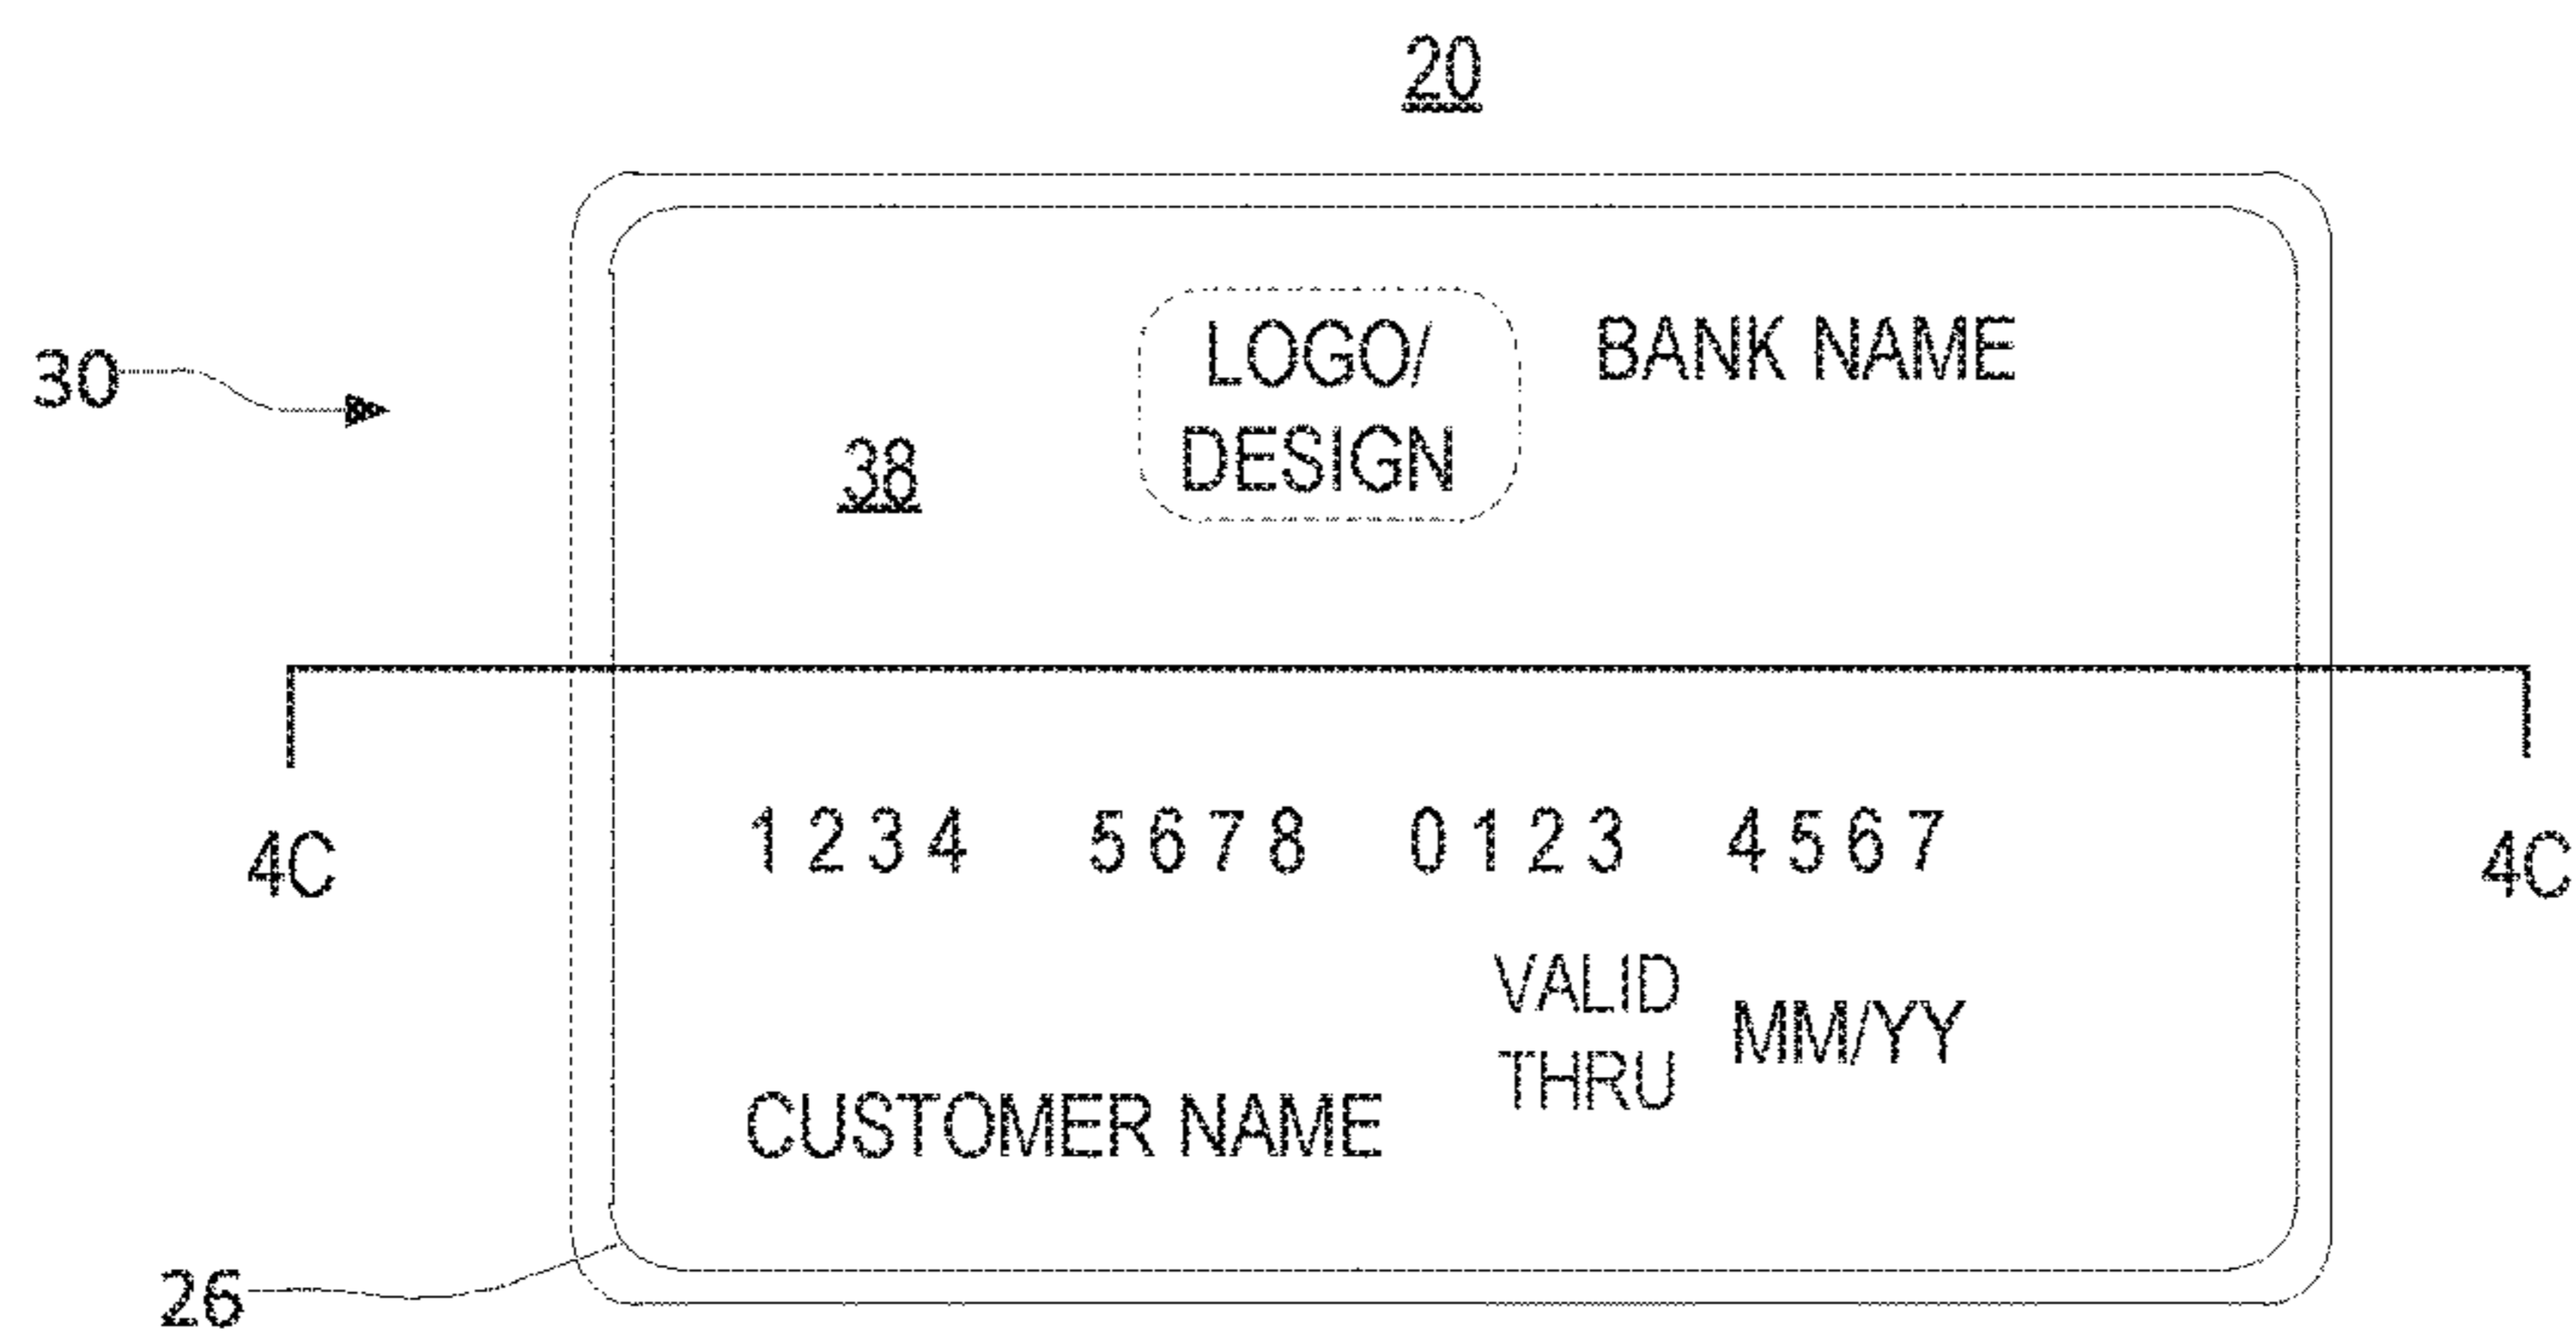 20
30
LOGO/
DESIGN
BANK NAME
38
4C
4C
1234 5678 0123 4567
VALID
THRU
MM/YY
CUSTOMER NAME
26